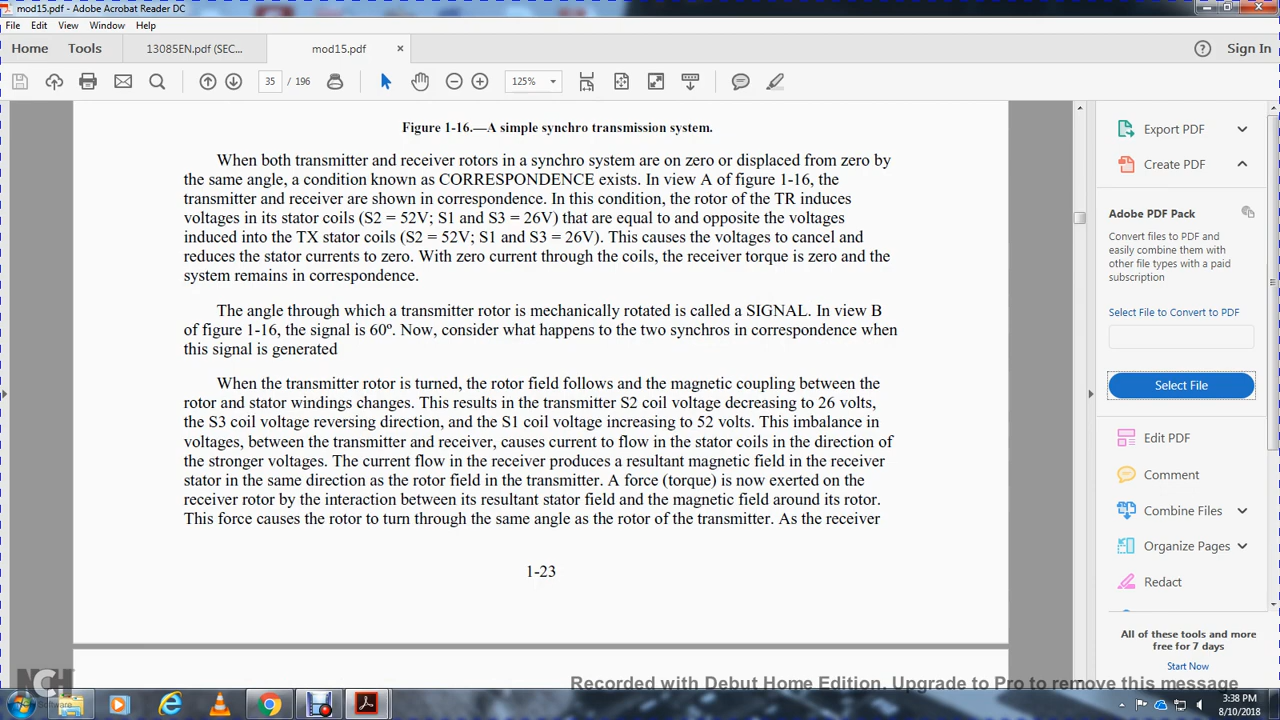 mod15.pdf - Adobe Acrobat Reader DC
File Edit View Window Help
Home Tools 13085EN.pdf (SEC... mod15.pdf × Sign In
35 / 196 125%
Figure 1-16.—A simple synchro transmission system.
When both transmitter and receiver rotors in a synchro system are on zero or displaced from zero by
the same angle, a condition known as CORRESPONDENCE exists. In view A of figure 1-16, the
transmitter and receiver are shown in correspondence. In this condition, the rotor of the TR induces
voltages in its stator coils (S2 = 52V; S1 and S3 = 26V) that are equal to and opposite the voltages
induced into the TX stator coils (S2 = 52V; S1 and S3 = 26V). This causes the voltages to cancel and
reduces the stator currents to zero. With zero current through the coils, the receiver torque is zero and the
system remains in correspondence.
The angle through which a transmitter rotor is mechanically rotated is called a SIGNAL. In view B
of figure 1-16, the signal is 60º. Now, consider what happens to the two synchros in correspondence when
this signal is generated
When the transmitter rotor is turned, the rotor field follows and the magnetic coupling between the
rotor and stator windings changes. This results in the transmitter S2 coil voltage decreasing to 26 volts,
the S3 coil voltage reversing direction, and the S1 coil voltage increasing to 52 volts. This imbalance in
voltages, between the transmitter and receiver, causes current to flow in the stator coils in the direction of
the stronger voltages. The current flow in the receiver produces a resultant magnetic field in the receiver
stator in the same direction as the rotor field in the transmitter. A force (torque) is now exerted on the
receiver rotor by the interaction between its resultant stator field and the magnetic field around its rotor.
This force causes the rotor to turn through the same angle as the rotor of the transmitter. As the receiver
1-23
Export PDF
Create PDF
Adobe PDF Pack
Convert files to PDF and
easily combine them with
other file types with a paid
subscription
Select File to Convert to PDF
Select File
Edit PDF
Comment
Combine Files
Organize Pages
Redact
All of these tools and more
free for 7 days
Start Now
NCH
Recorded with Debut Home Edition. Upgrade to Pro to remove this message
3:38 PM
8/10/2018